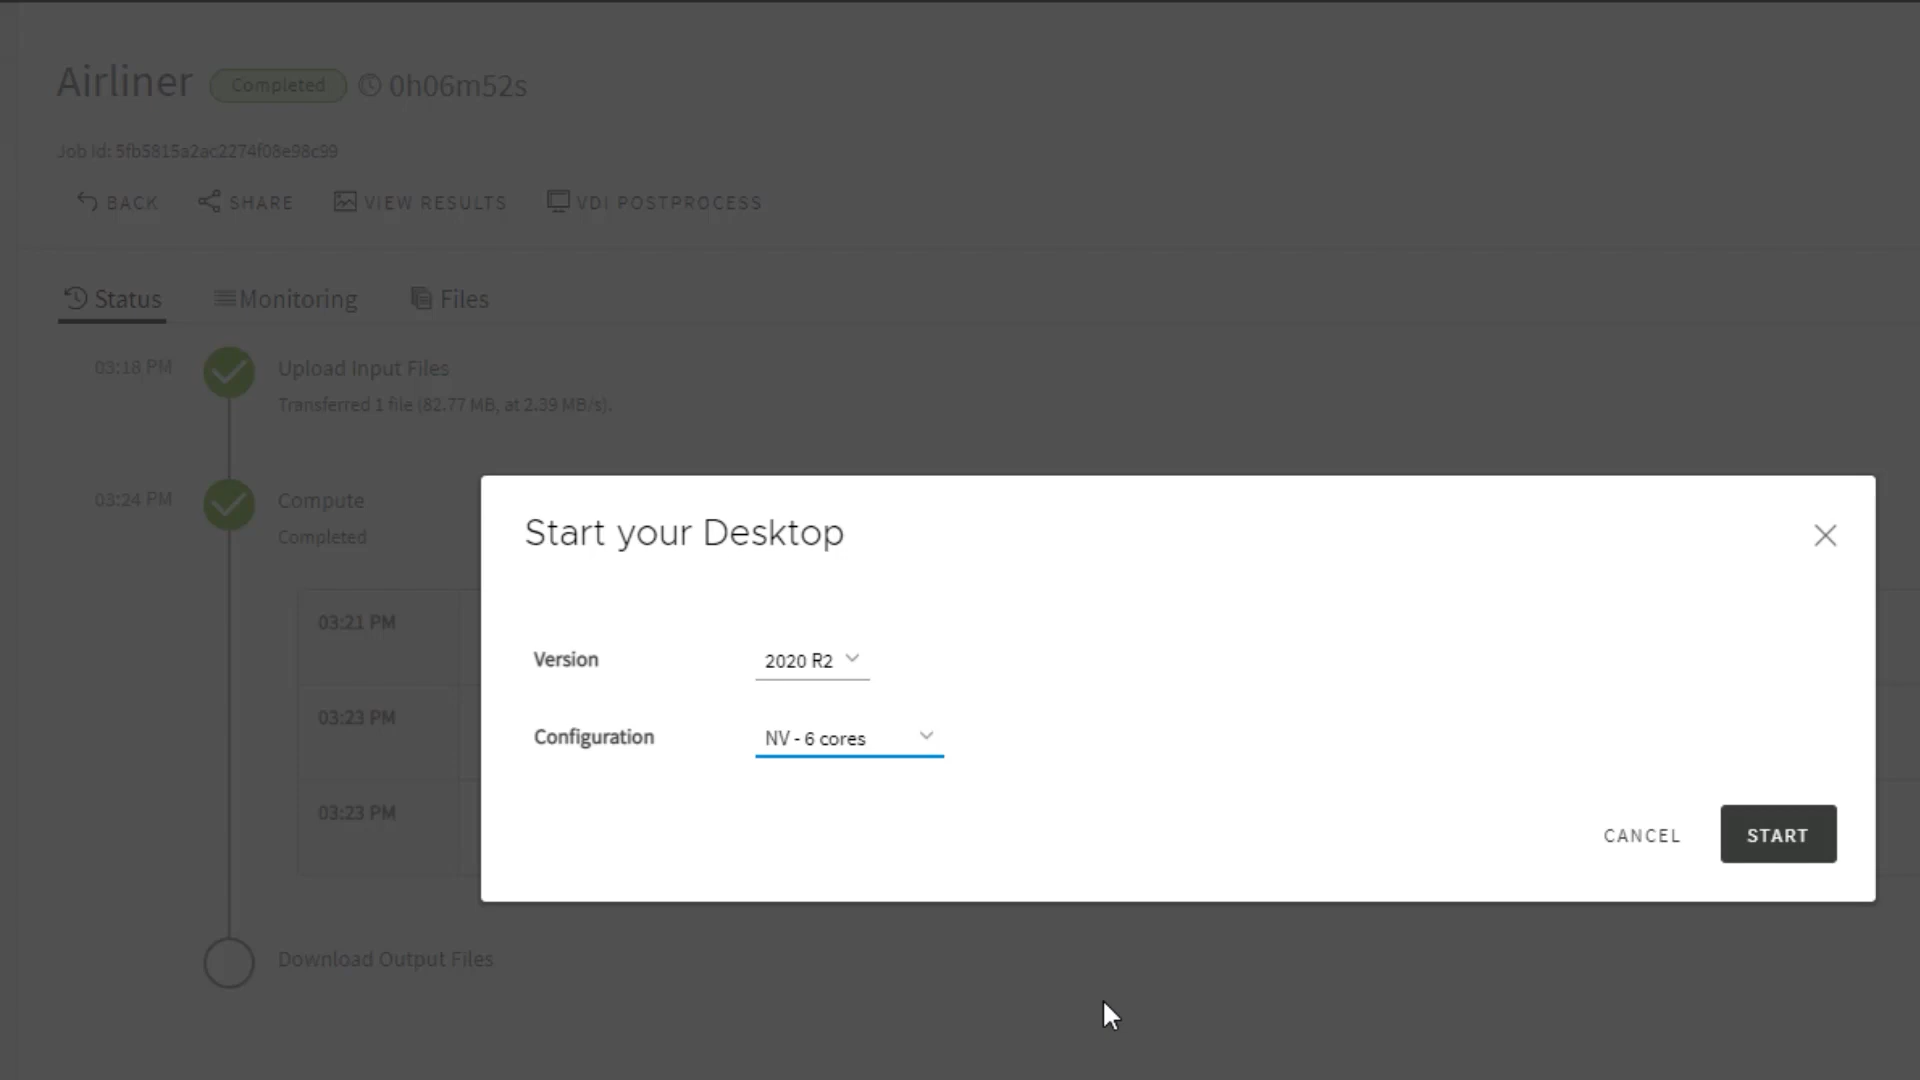 Airliner Completed 0h06m52s
Job Id: 5fb5815a2ac2274f08e98c99
BACK SHARE VIEW RESULTS VDI POSTPROCESS
Status Monitoring Files
03:18 PM Upload Input Files
Transferred 1 file (82.77 MB, at 2.39 MB/s).
03:24 PM Compute
Completed
03:21 PM
03:23 PM
03:23 PM
Download Output Files
Start your Desktop
Version 2020 R2
Configuration NV - 6 cores
CANCEL START